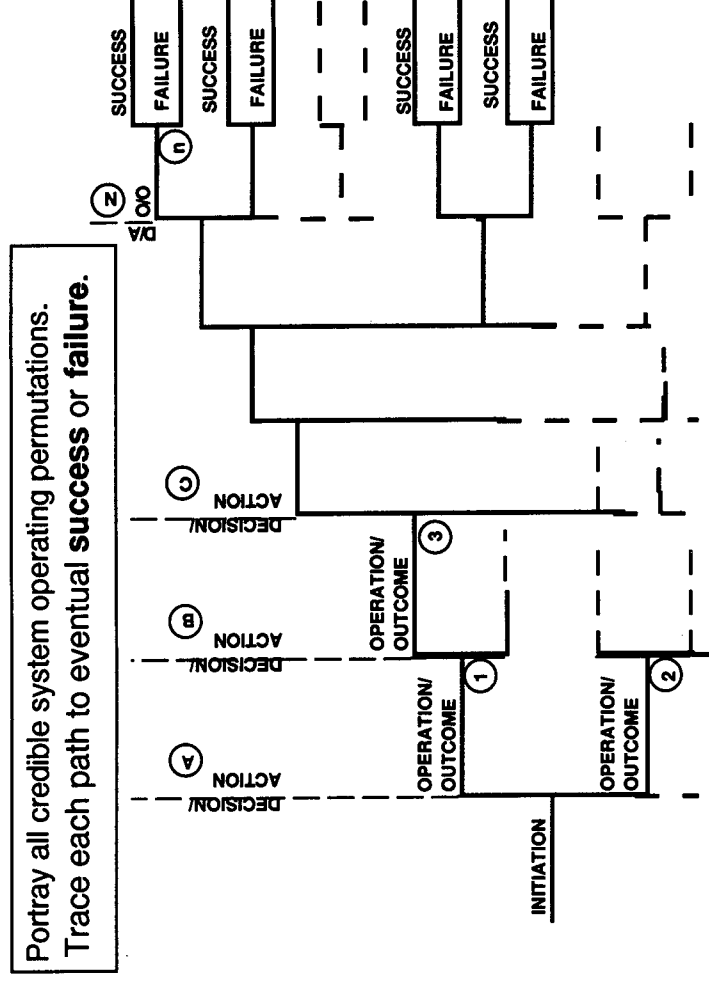 Portray all credible system operating permutations.
Trace each path to eventual success or failure.
INITIATION
DECISION/
ACTION
A
OPERATION/
OUTCOME
1
OPERATION/
OUTCOME
2
DECISION/
ACTION
B
OPERATION/
OUTCOME
3
DECISION/
ACTION
C
D/A
N
O/O
n
SUCCESS
FAILURE
SUCCESS
FAILURE
SUCCESS
FAILURE
SUCCESS
FAILURE